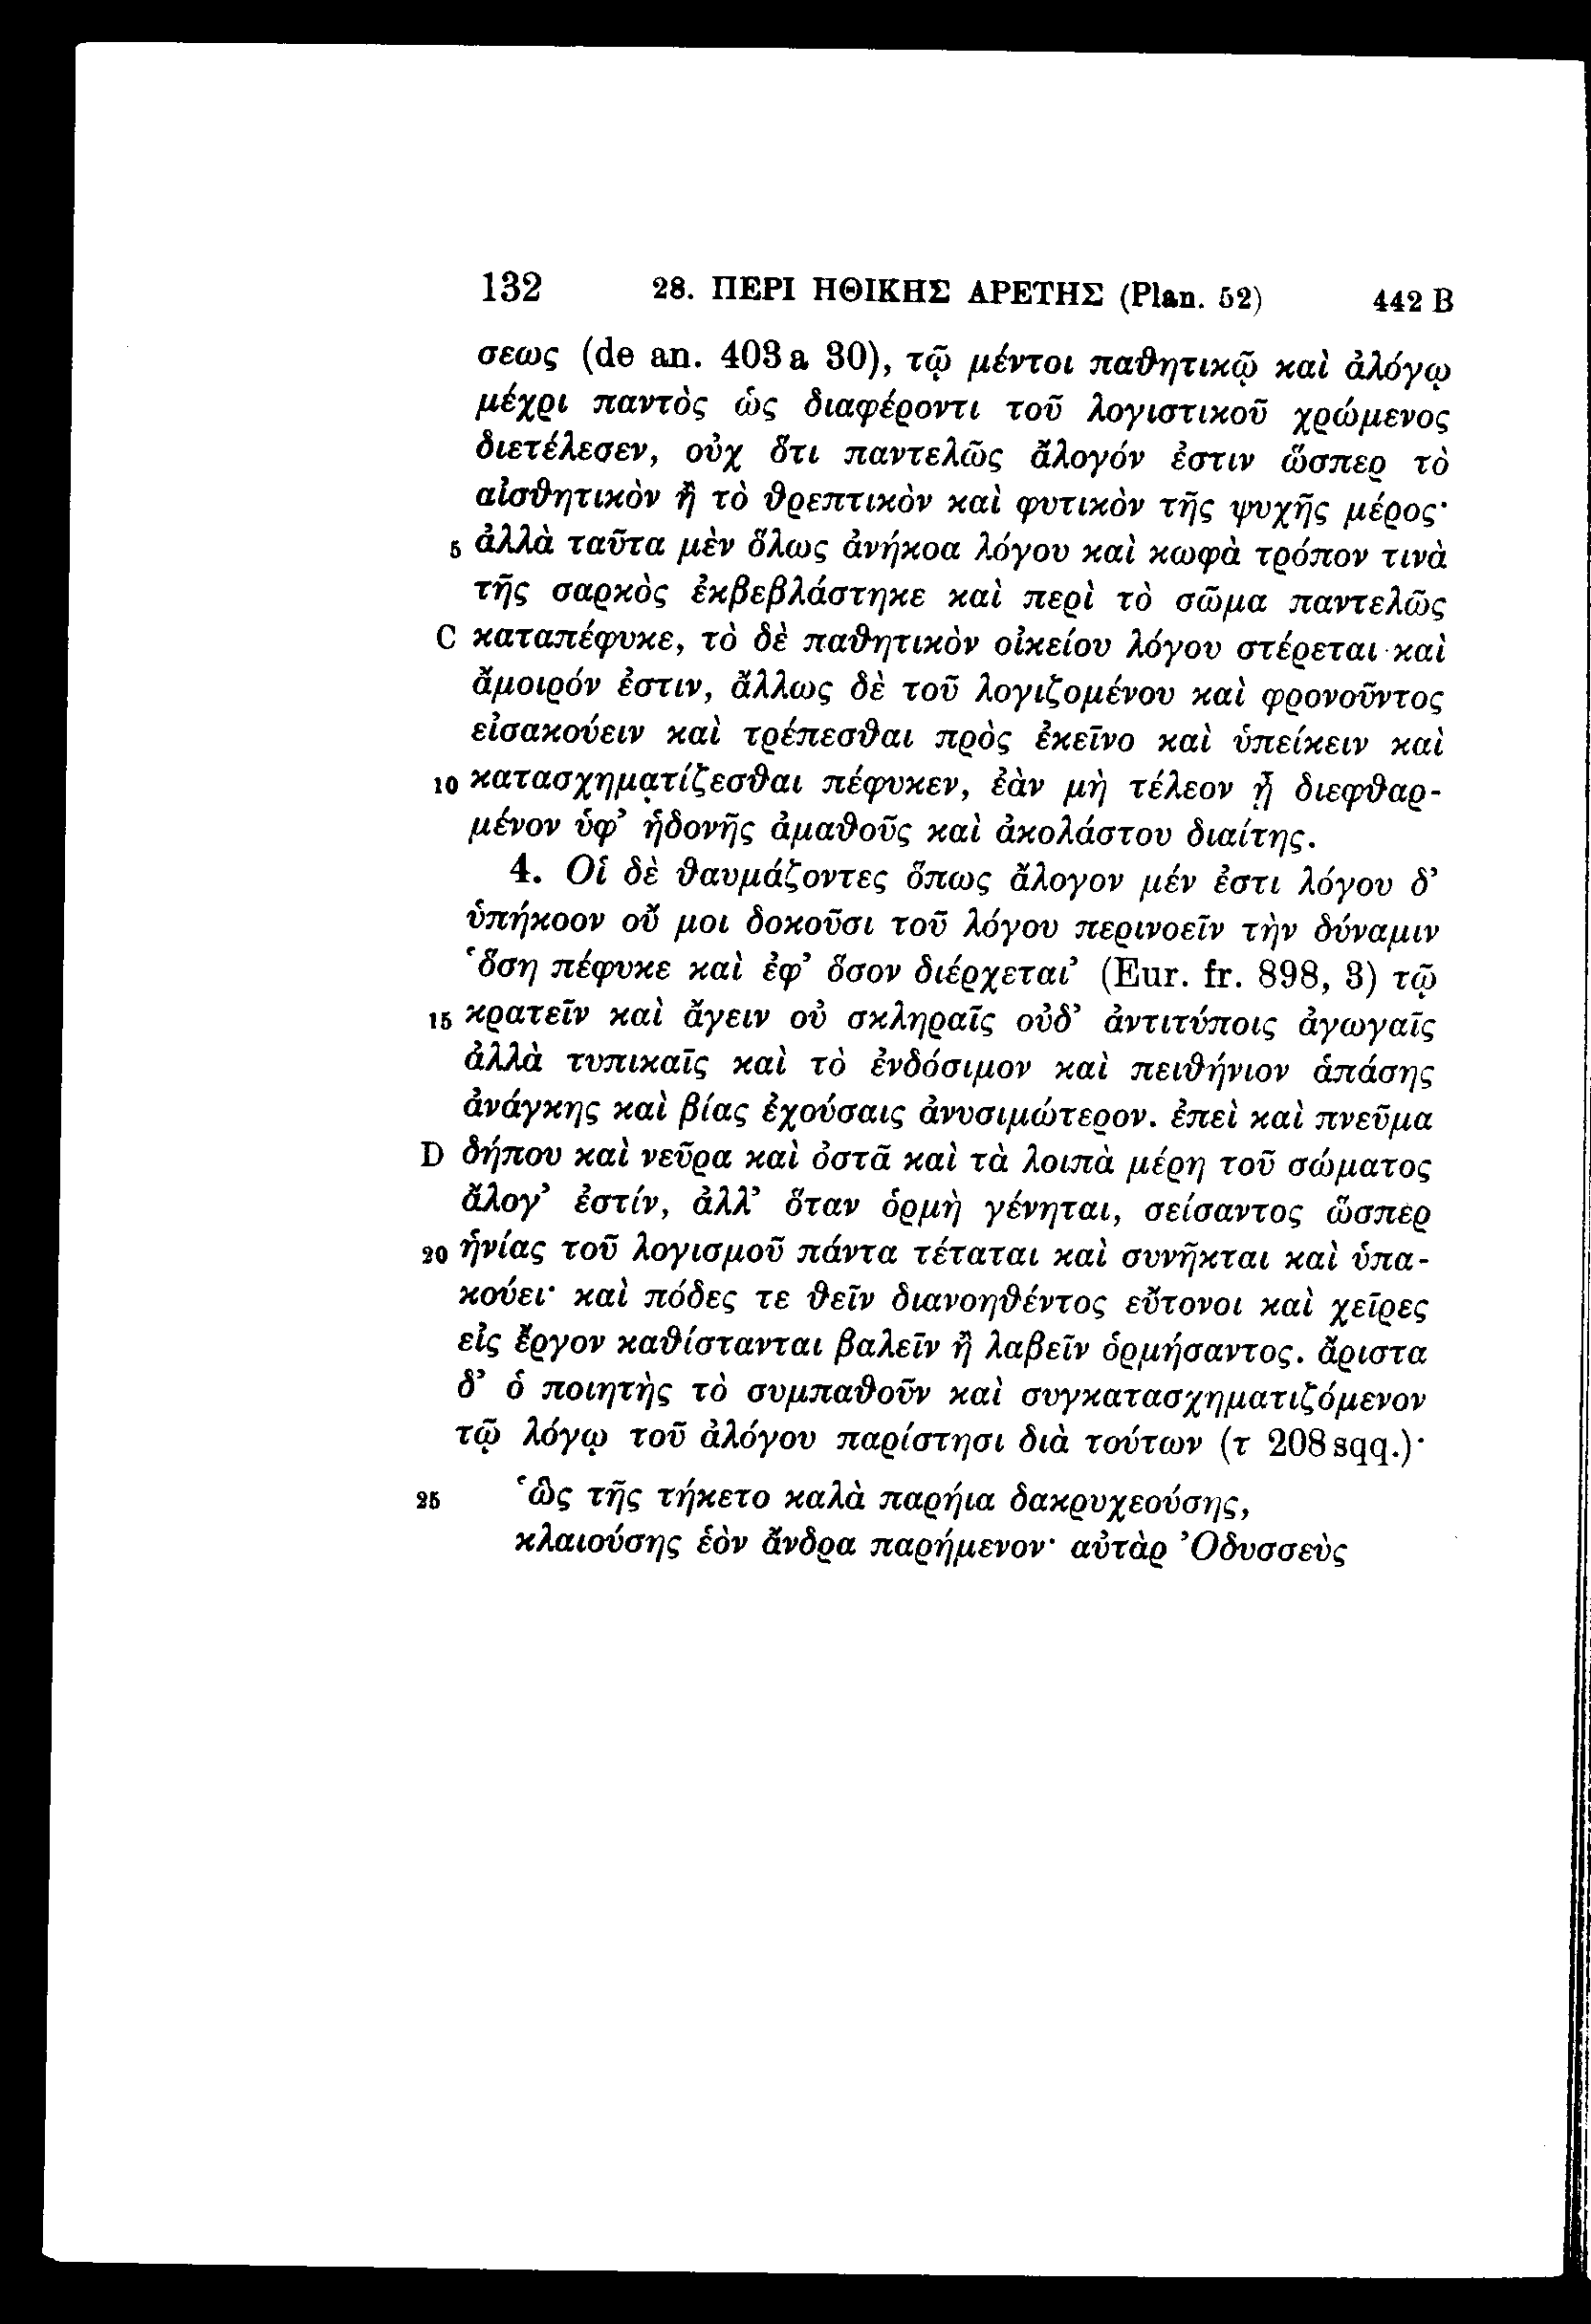 132 28. ΠΕΡΙ ΗΘΙΚΗΣ ΑΡΕΤΗΣ (Plan. 52) 442 B
σεως (de an. 403 a 30), τῷ μέντοι παθητικῷ καὶ ἀλόγῳ
μέχρι παντὸς ὡς διαφέροντι τοῦ λογιστικοῦ χρώμενος
διετέλεσεν, οὐχ ὅτι παντελῶς ἄλογόν ἐστιν ὥσπερ τὸ
αἰσθητικὸν ἢ τὸ θρεπτικὸν καὶ φυτικὸν τῆς ψυχῆς μέρος·
5 ἀλλὰ ταῦτα μὲν ὅλως ἀνήκοα λόγου καὶ κωφὰ τρόπον τινὰ
τῆς σαρκὸς ἐκβεβλάστηκε καὶ περὶ τὸ σῶμα παντελῶς
C καταπέφυκε, τὸ δὲ παθητικὸν οἰκείου λόγου στέρεται καὶ
ἄμοιρόν ἐστιν, ἄλλως δὲ τοῦ λογιζομένου καὶ φρονοῦντος
εἰσακούειν καὶ τρέπεσθαι πρὸς ἐκεῖνο καὶ ὑπείκειν καὶ
10 κατασχηματίζεσθαι πέφυκεν, ἐὰν μὴ τέλεον ᾖ διεφθαρ-
μένον ὑφ’ ἡδονῆς ἀμαθοῦς καὶ ἀκολάστου διαίτης.
4. Οἱ δὲ θαυμάζοντες ὅπως ἄλογον μέν ἐστι λόγου δ’
ὑπήκοον οὔ μοι δοκοῦσι τοῦ λόγου περινοεῖν τὴν δύναμιν
‘ὅση πέφυκε καὶ ἐφ’ ὅσον διέρχεται’ (Eur. fr. 898, 3) τῷ
15 κρατεῖν καὶ ἄγειν οὐ σκληραῖς οὐδ’ ἀντιτύποις ἀγωγαῖς
ἀλλὰ τυπικαῖς καὶ τὸ ἐνδόσιμον καὶ πειθήνιον ἁπάσης
ἀνάγκης καὶ βίας ἐχούσαις ἀνυσιμώτερον. ἐπεὶ καὶ πνεῦμα
D δήπου καὶ νεῦρα καὶ ὀστᾶ καὶ τὰ λοιπὰ μέρη τοῦ σώματος
ἄλογ’ ἐστίν, ἀλλ’ ὅταν ὁρμὴ γένηται, σείσαντος ὥσπερ
20 ἡνίας τοῦ λογισμοῦ πάντα τέταται καὶ συνῆκται καὶ ὑπα-
κούει· καὶ πόδες τε θεῖν διανοηθέντος εὔτονοι καὶ χεῖρες
εἰς ἔργον καθίστανται βαλεῖν ἢ λαβεῖν ὁρμήσαντος. ἄριστα
δ’ ὁ ποιητὴς τὸ συμπαθοῦν καὶ συγκατασχηματιζόμενον
τῷ λόγῳ τοῦ ἀλόγου παρίστησι διὰ τούτων (τ 208 sqq.)·
25 ‘ὣς τῆς τήκετο καλὰ παρήια δακρυχεούσης,
κλαιούσης ἑὸν ἄνδρα παρήμενον· αὐτὰρ Ὀδυσσεὺς